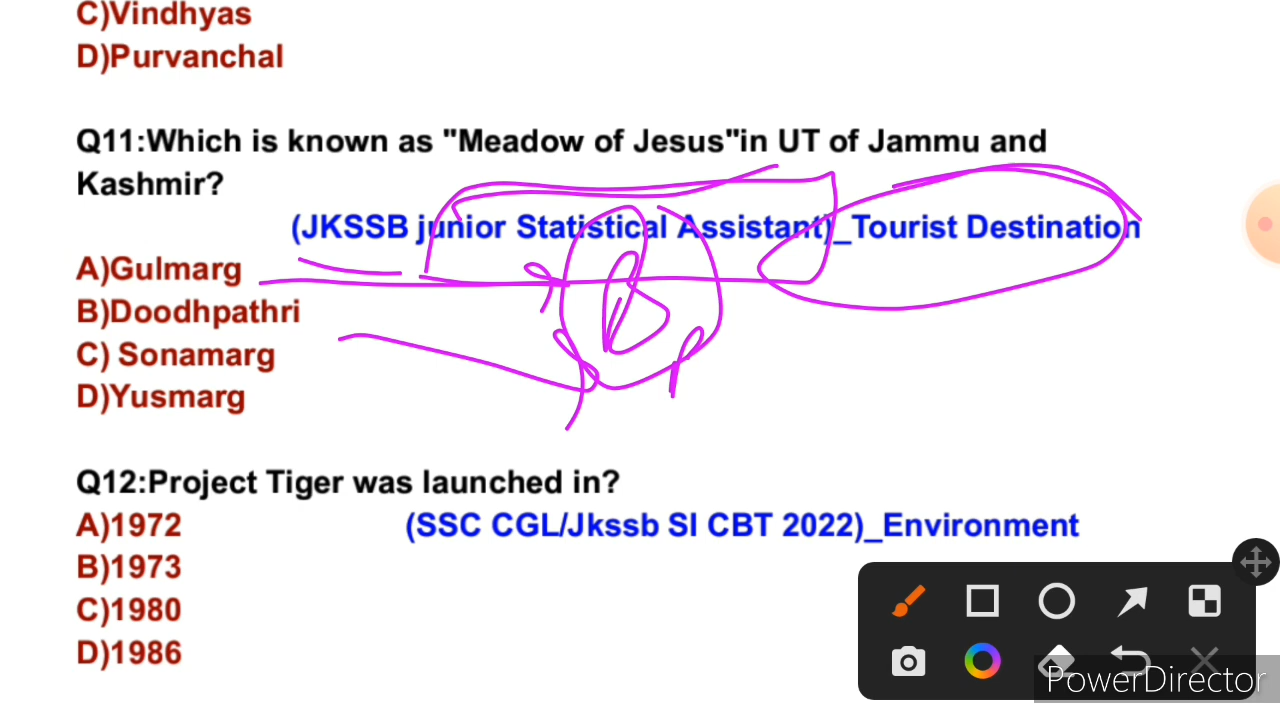 C)Vindhyas
D)Purvanchal
Q11:Which is known as "Meadow of Jesus"in UT of Jammu and
Kashmir?
(JKSSB junior Statistical Assistant)_Tourist Destination
A)Gulmarg
B)Doodhpathri
C) Sonamarg
D)Yusmarg
Q12:Project Tiger was launched in?
A)1972
(SSC CGL/Jkssb SI CBT 2022)_Environment
B)1973
C)1980
D)1986
PowerDirector